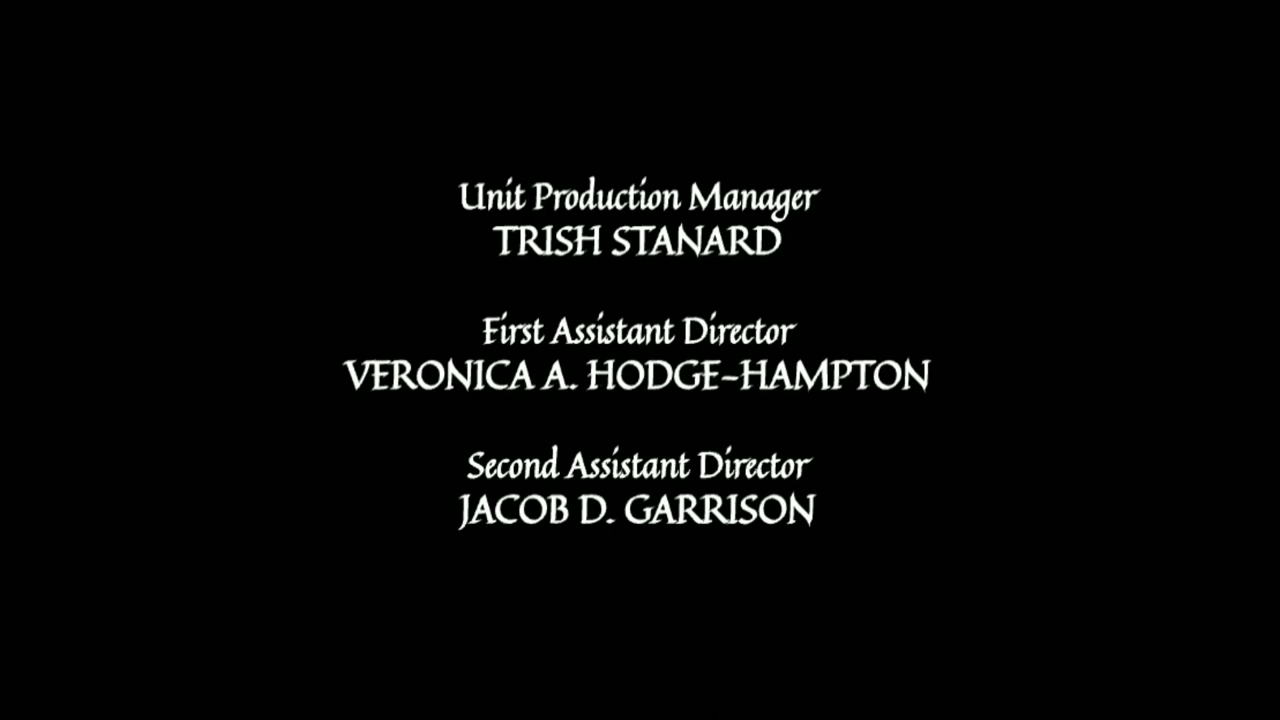 Unit Production Manager
TRISH STANARD
First Assistant Director
VERONICA A. HODGE-HAMPTON
Second Assistant Director
JACOB D. GARRISON